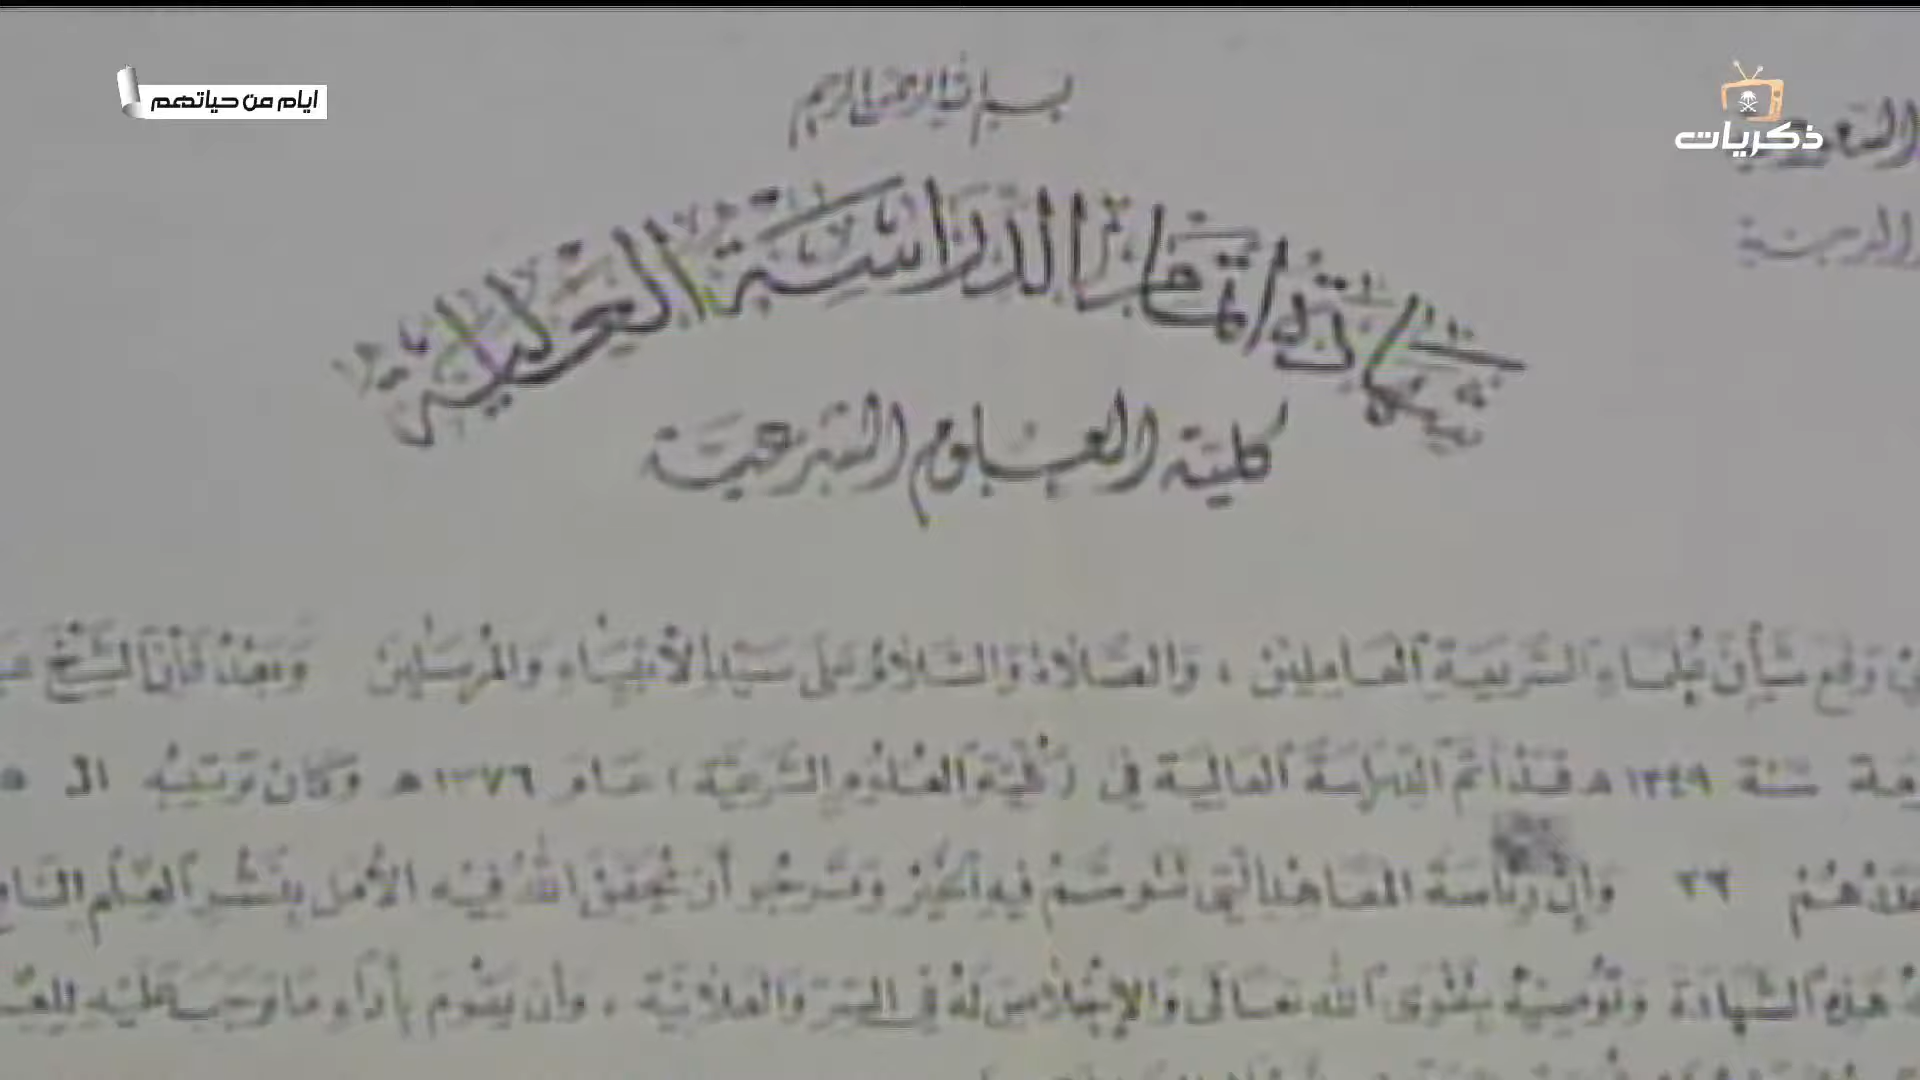 ايام من حياتهم
ذكريات
بسم الله الرحمن الرحيم
شهادة اتمام الدراسة العالية
كلية العلوم الشرعية
رفع شأن علماء الشريعة العاملين ، والصلاة والسلام على سيد الأنبياء والمرسلين وبعد فإن الشيخ
سنة ١٣٤٩ هـ قد أتم الدراسة العالية في (كلية العلوم الشرعية) عام ١٣٧٦ هـ وكان ترتيبه الـ
٢٢ وإن رئاسة المعاهد التي تتوسم فيه الخير وترجو أن يحقق الله فيه الأمل بنشر العلم
هذه الشهادة وتوصيه بتقوى الله تعالى والإخلاص له في السر والعلانية ، وأن يقوم بأداء ما وجب عليه